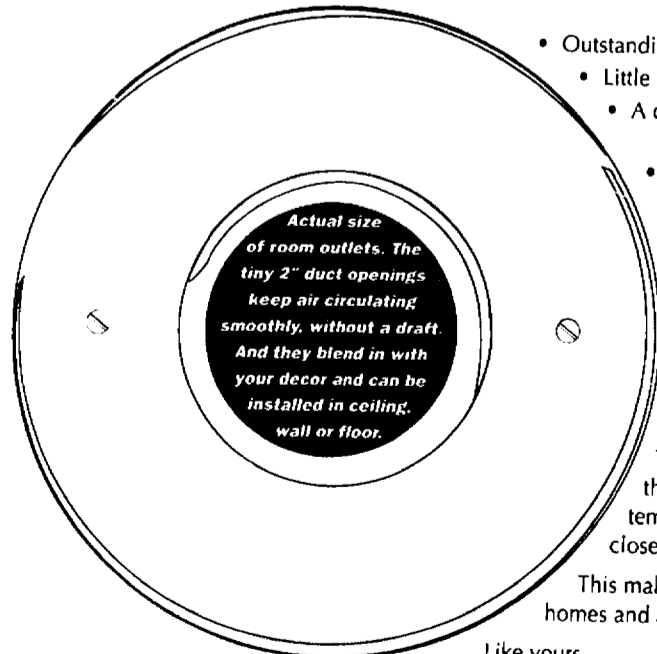 • Outstandi
• Little
• A
•
Actual size
of room outlets. The
tiny 2" duct openings
keep air circulating
smoothly, without a draft.
And they blend in with
your decor and can be
installed in ceiling,
wall or floor.
th
tem
close
This mal
homes and
Like yours